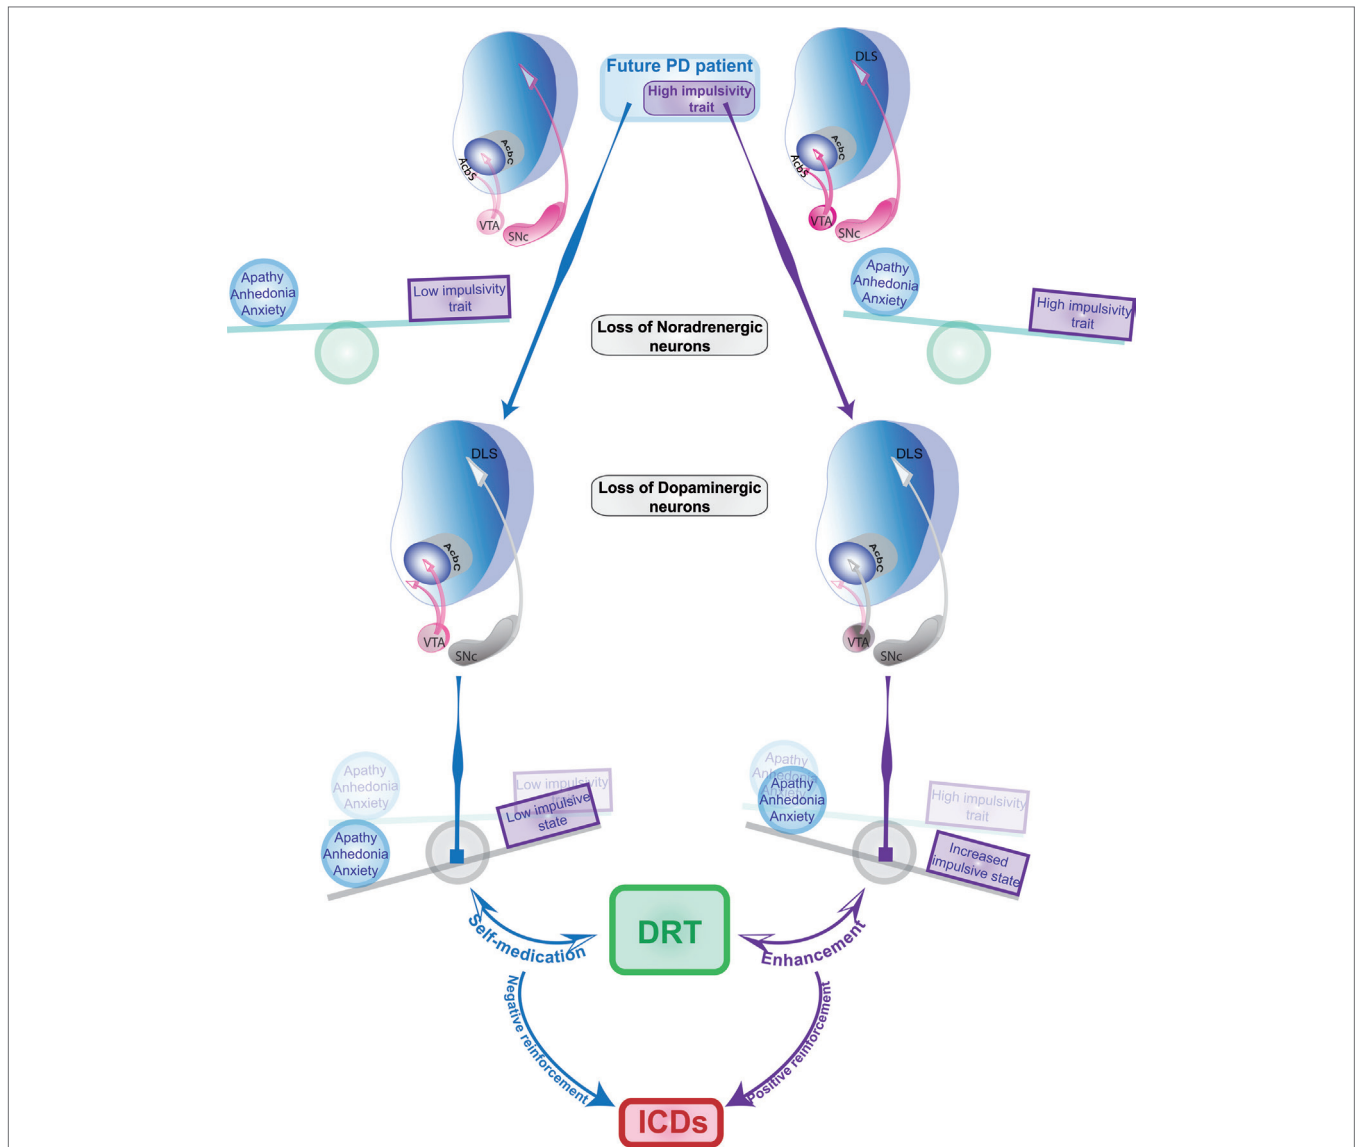 Future PD patient
High impulsivity
trait
AcbC
AcbS
VTA
SNc
DLS
AcbC
AcbS
VTA
SNc
Apathy
Anhedonia
Anxiety
Low impulsivity
trait
Apathy
Anhedonia
Anxiety
High impulsivity
trait
Loss of Noradrenergic
neurons
DLS
AcbC
VTA
SNc
Loss of Dopaminergic
neurons
DLS
AcbC
VTA
SNc
Apathy
Anhedonia
Anxiety
Low impulsivity
Apathy
Anhedonia
Anxiety
Low impulsive
state
Apathy
Anhedonia
Anxiety
High impulsivity
trait
Apathy
Anhedonia
Anxiety
Increased
impulsive state
Self-medication
DRT
Enhancement
Negative reinforcement
Positive reinforcement
ICDs